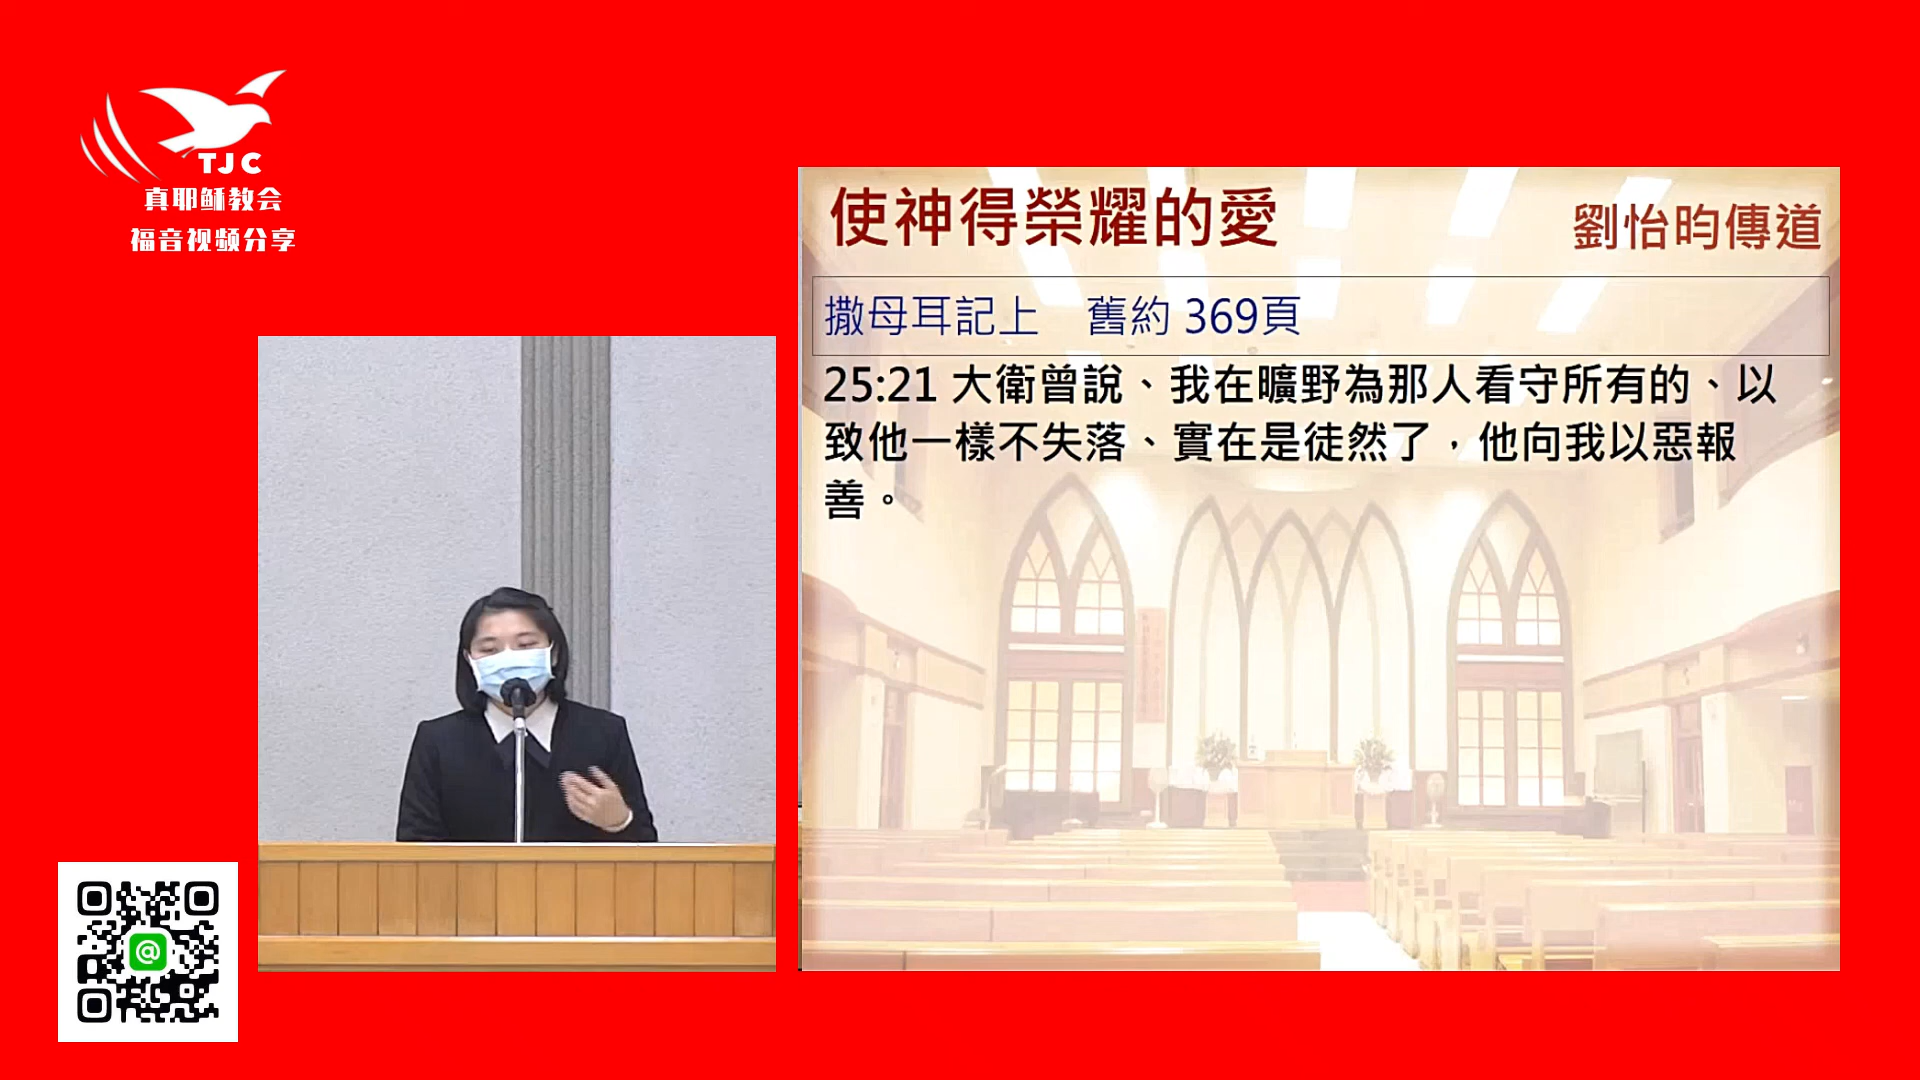 TJC
真耶稣教会
福音视频分享
使神得榮耀的愛
劉怡昀傳道
撒母耳記上 舊約 369頁
25:21 大衛曾說、我在曠野為那人看守所有的、以
致他一樣不失落、實在是徒然了，他向我以惡報
善。
@